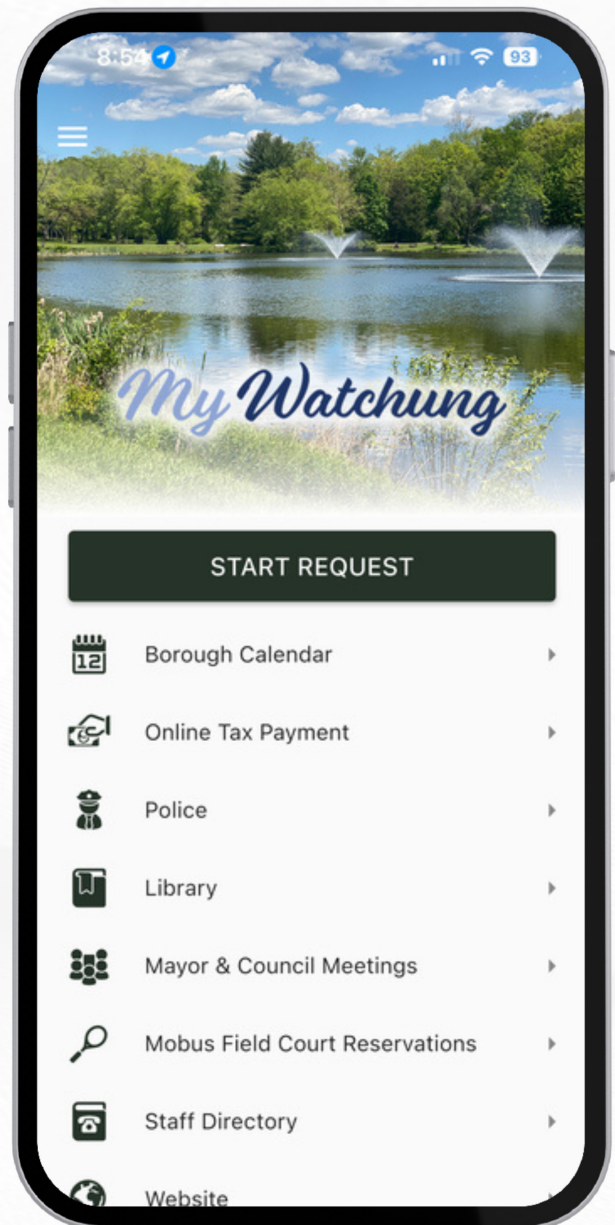 8:54
93
My Watchung
START REQUEST
12
Borough Calendar
Online Tax Payment
Police
Library
Mayor & Council Meetings
Mobus Field Court Reservations
Staff Directory
Website